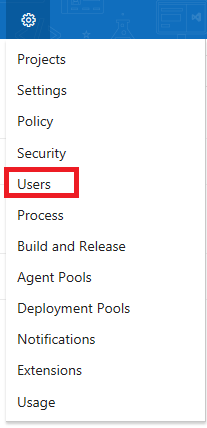 Projects
Settings
Policy
Security
Users
Process
Build and Release
Agent Pools
Deployment Pools
Notifications
Extensions
Usage